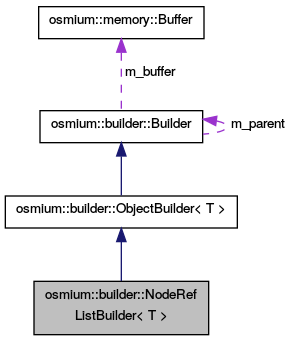 osmium::memory::Buffer
m_buffer
osmium::builder::Builder
m_parent
osmium::builder::ObjectBuilder< T >
osmium::builder::NodeRef
ListBuilder< T >